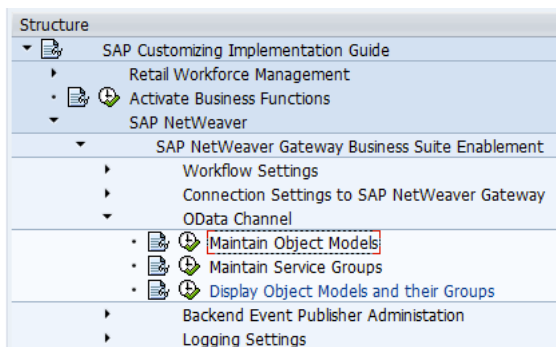 Structure
SAP Customizing Implementation Guide
Retail Workforce Management
Activate Business Functions
SAP NetWeaver
SAP NetWeaver Gateway Business Suite Enablement
Workflow Settings
Connection Settings to SAP NetWeaver Gateway
OData Channel
Maintain Object Models
Maintain Service Groups
Display Object Models and their Groups
Backend Event Publisher Administation
Logging Settings